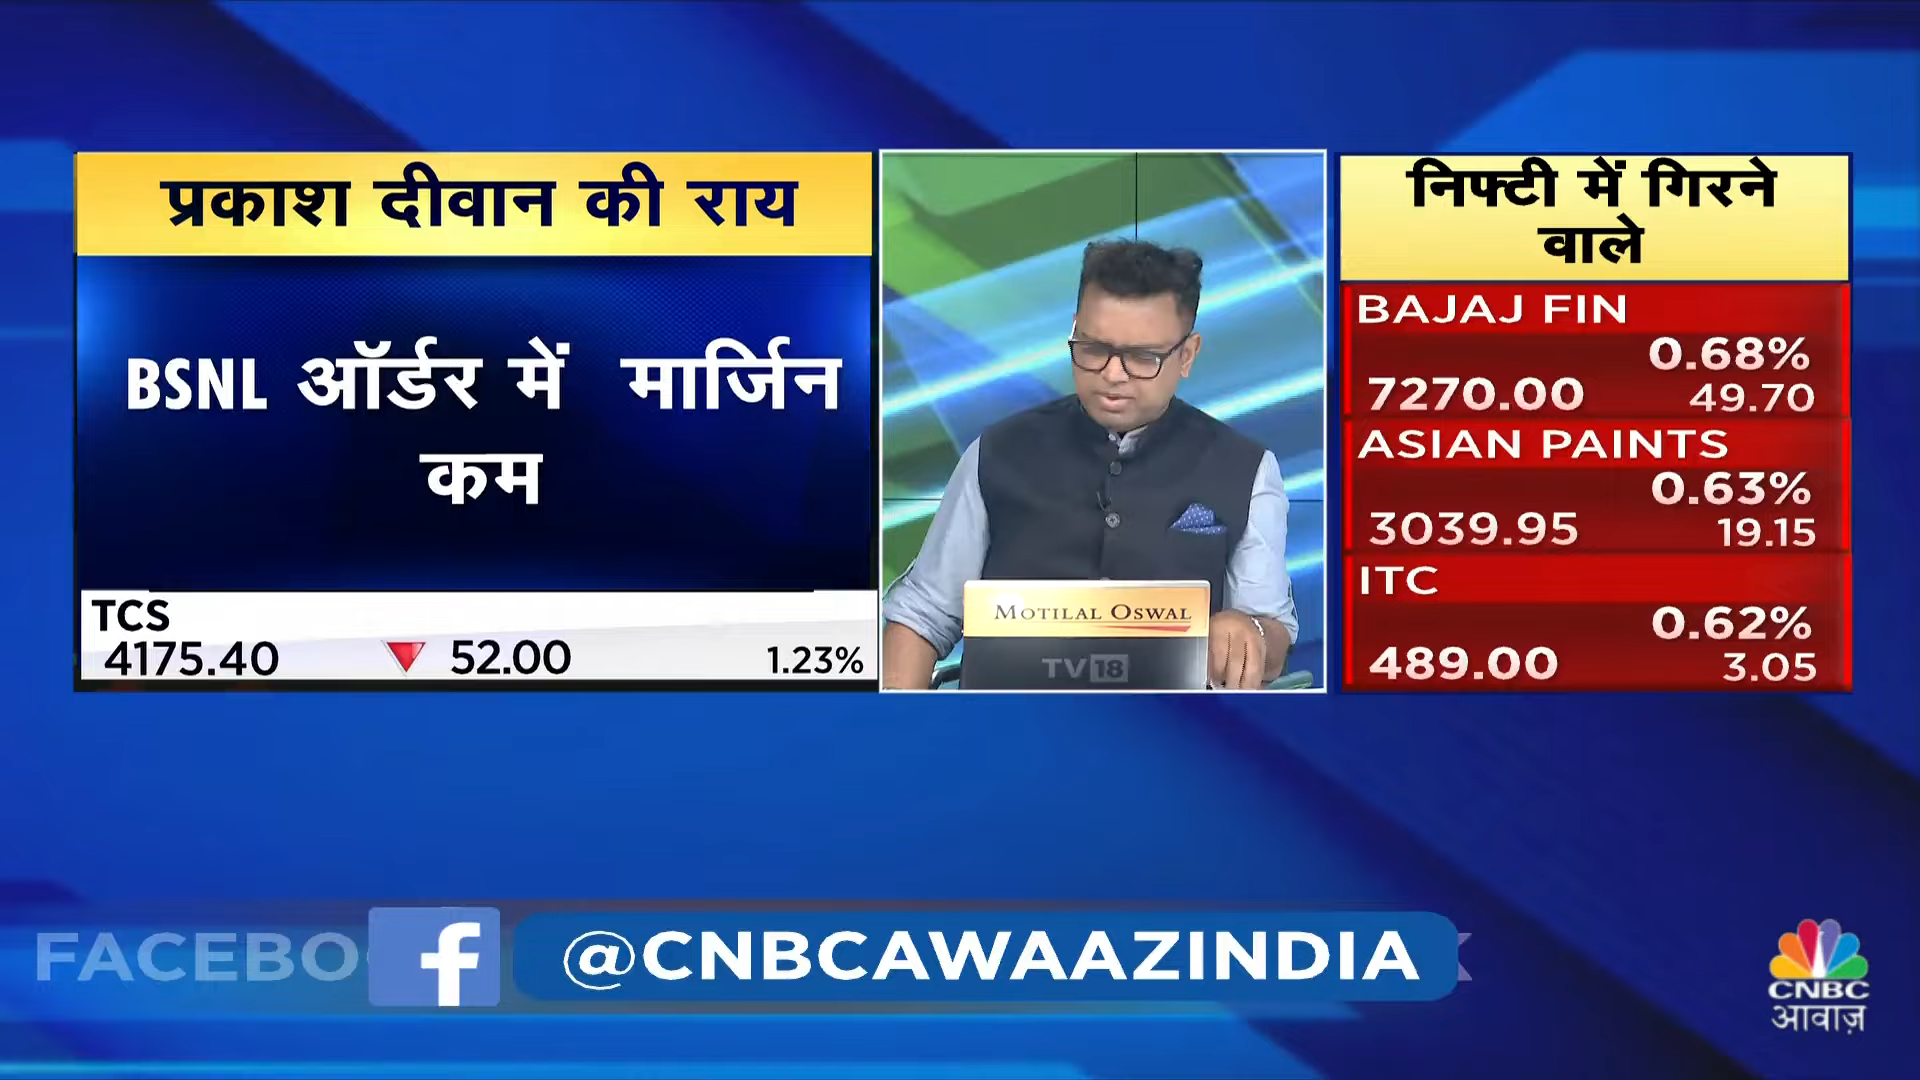 प्रकाश दीवान की राय
BSNL ऑर्डर में मार्जिन
कम
TCS
4175.40 52.00 1.23%
MOTILAL OSWAL
TV18
निफ्टी में गिरने
वाले
BAJAJ FIN
0.68%
7270.00 49.70
ASIAN PAINTS
0.63%
3039.95 19.15
ITC
0.62%
489.00 3.05
FACEBO
f @CNBCAWAAZINDIA
CNBC
आवाज़